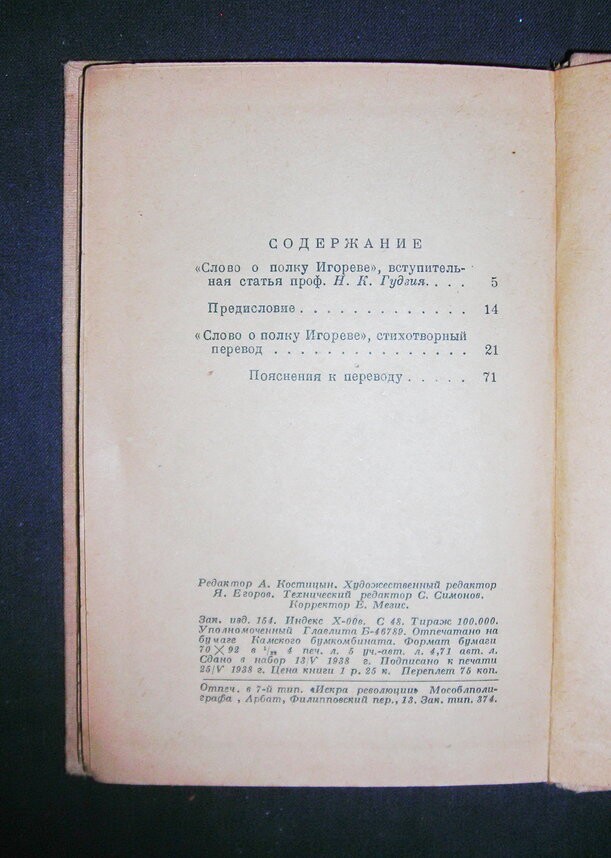 СОДЕРЖАНИЕ
«Слово о полку Игореве», вступитель-
ная статья проф. Н. К. Гудзия. . . . 5
Предисловие . . . . . . . . . . . . . 14
«Слово о полку Игореве», стихотворный
перевод . . . . . . . . . . . . . . . 21
Пояснения к переводу . . . . . 71
Редактор А. Костицын. Художественный редактор
Я. Егоров. Технический редактор С. Симонов.
Корректор Е. Мегис.
Зак. изд. 154. Индекс Х-00в. С 48. Тираж 100.000.
Уполномоченный Главлита Б-46789. Отпечатано на
бумаге Камского бумкомбината. Формат бумаги
70×92 в 4 печ. л. 5 уч.-авт. л. 4,71 авт. л.
Сдано в набор 13/V 1938 г. Подписано к печати
25/V 1938 г. Цена книги 1 р. 25 к. Переплет 75 коп.
Отпеч. в 7-й тип. «Искра революции» Мособлполи-
графа , Арбат, Филипповский пер., 13. Зак. тип. 374.